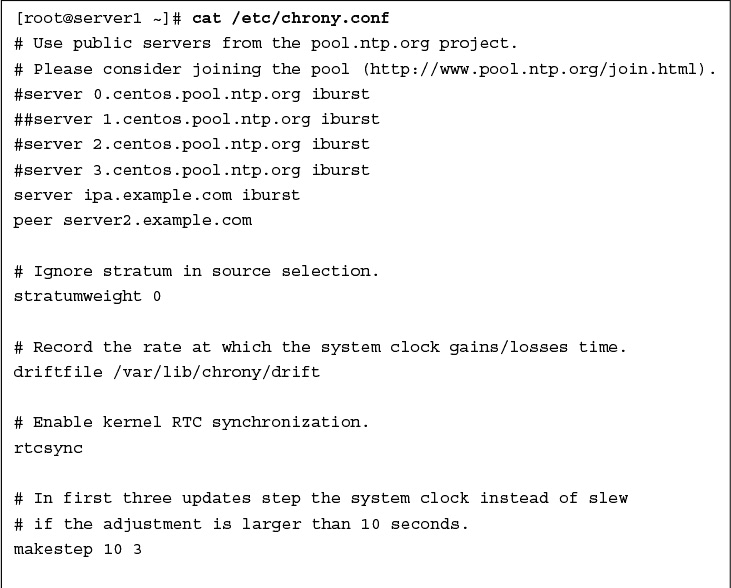 [root@server1 ~]# cat /etc/chrony.conf
# Use public servers from the pool.ntp.org project.
# Please consider joining the pool (http://www.pool.ntp.org/join.html).
#server 0.centos.pool.ntp.org iburst
##server 1.centos.pool.ntp.org iburst
#server 2.centos.pool.ntp.org iburst
#server 3.centos.pool.ntp.org iburst
server ipa.example.com iburst
peer server2.example.com
# Ignore stratum in source selection.
stratumweight 0
# Record the rate at which the system clock gains/losses time.
driftfile /var/lib/chrony/drift
# Enable kernel RTC synchronization.
rtcsync
# In first three updates step the system clock instead of slew
# if the adjustment is larger than 10 seconds.
makestep 10 3